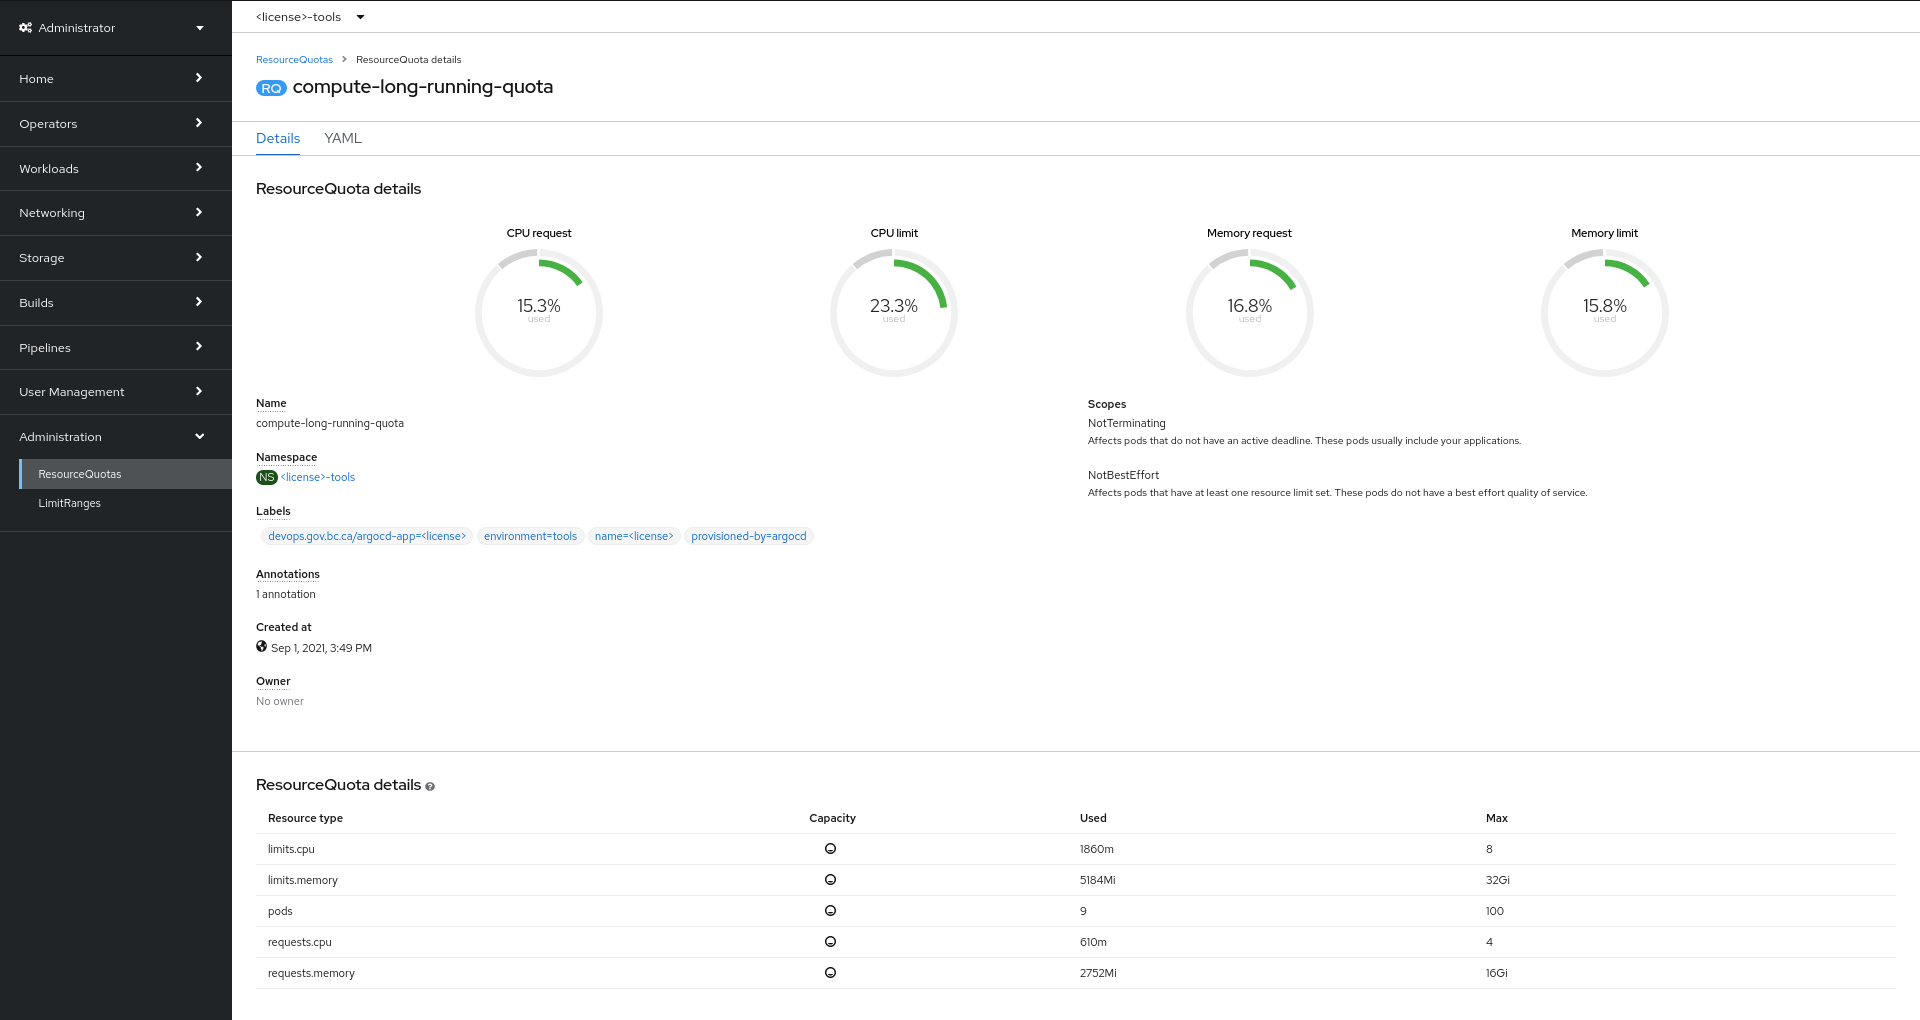 Administrator
Home
Operators
Workloads
Networking
Storage
Builds
Pipelines
User Management
Administration
ResourceQuotas
LimitRanges
<license>-tools
ResourceQuotas > ResourceQuota details
RQ compute-long-running-quota
Details YAML
ResourceQuota details
CPU request CPU limit Memory request Memory limit
15.3% 23.3% 16.8% 15.8%
used used used used
Name
compute-long-running-quota
Namespace
NS <license>-tools
Labels
devops.gov.bc.ca/argocd-app=<license> environment=tools name=<license> provisioned-by=argocd
Annotations
1 annotation
Created at
Sep 1, 2021, 3:49 PM
Owner
No owner
Scopes
NotTerminating
Affects pods that do not have an active deadline. These pods usually include your applications.
NotBestEffort
Affects pods that have at least one resource limit set. These pods do not have a best effort quality of service.
ResourceQuota details
Resource type Capacity Used Max
limits.cpu 1860m 8
limits.memory 5184Mi 32Gi
pods 9 100
requests.cpu 610m 4
requests.memory 2752Mi 16Gi